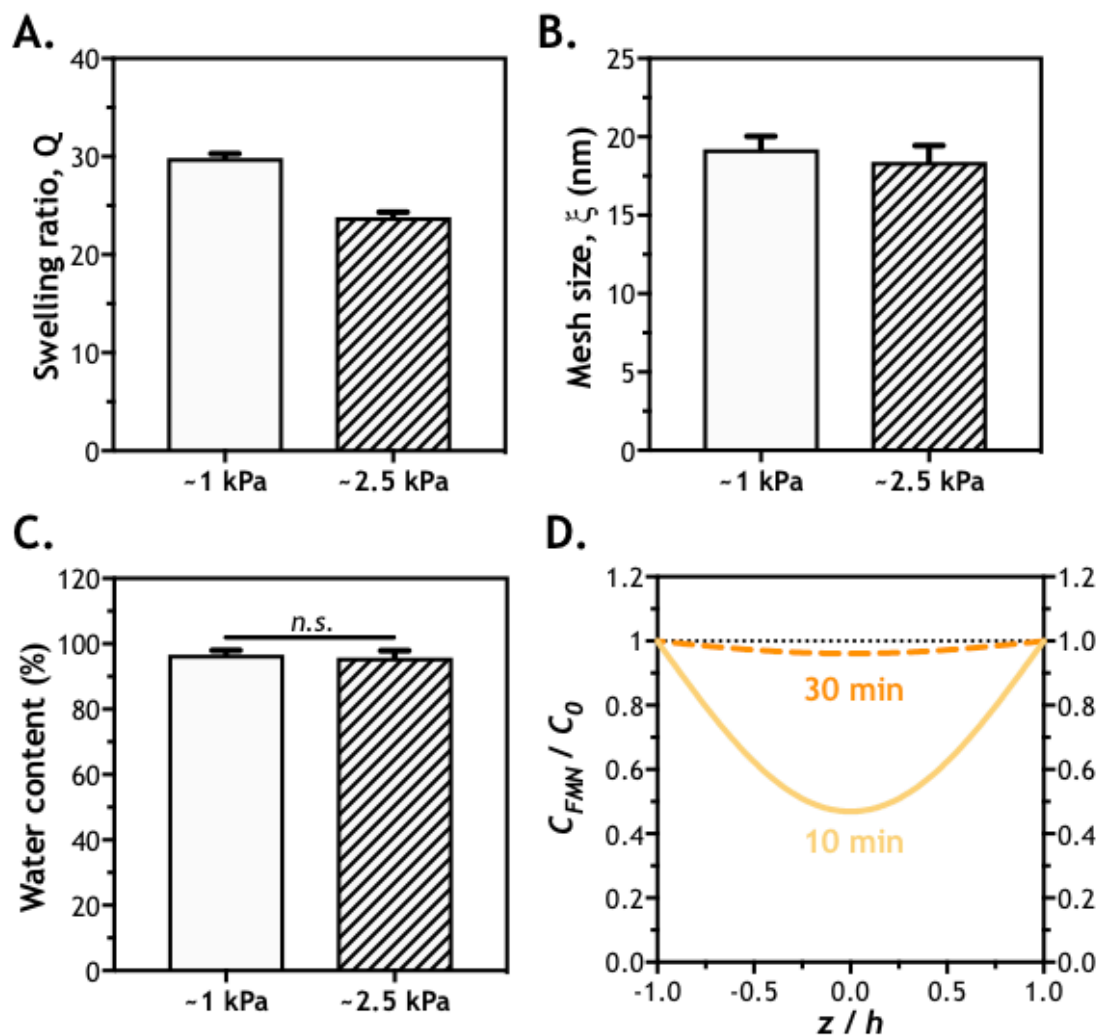 A.
Swelling ratio, Q
40
30
20
10
0
~1 kPa
~2.5 kPa
B.
Mesh size, ξ (nm)
25
20
15
10
5
0
~1 kPa
~2.5 kPa
C.
Water content (%)
120
100
80
60
40
20
0
n.s.
~1 kPa
~2.5 kPa
D.
C_FMN / C_0
1.2
1
0.8
0.6
0.4
0.2
0.0
30 min
10 min
1.2
1.0
0.8
0.6
0.4
0.2
0.0
-1.0
-0.5
0.0
0.5
1.0
z / h